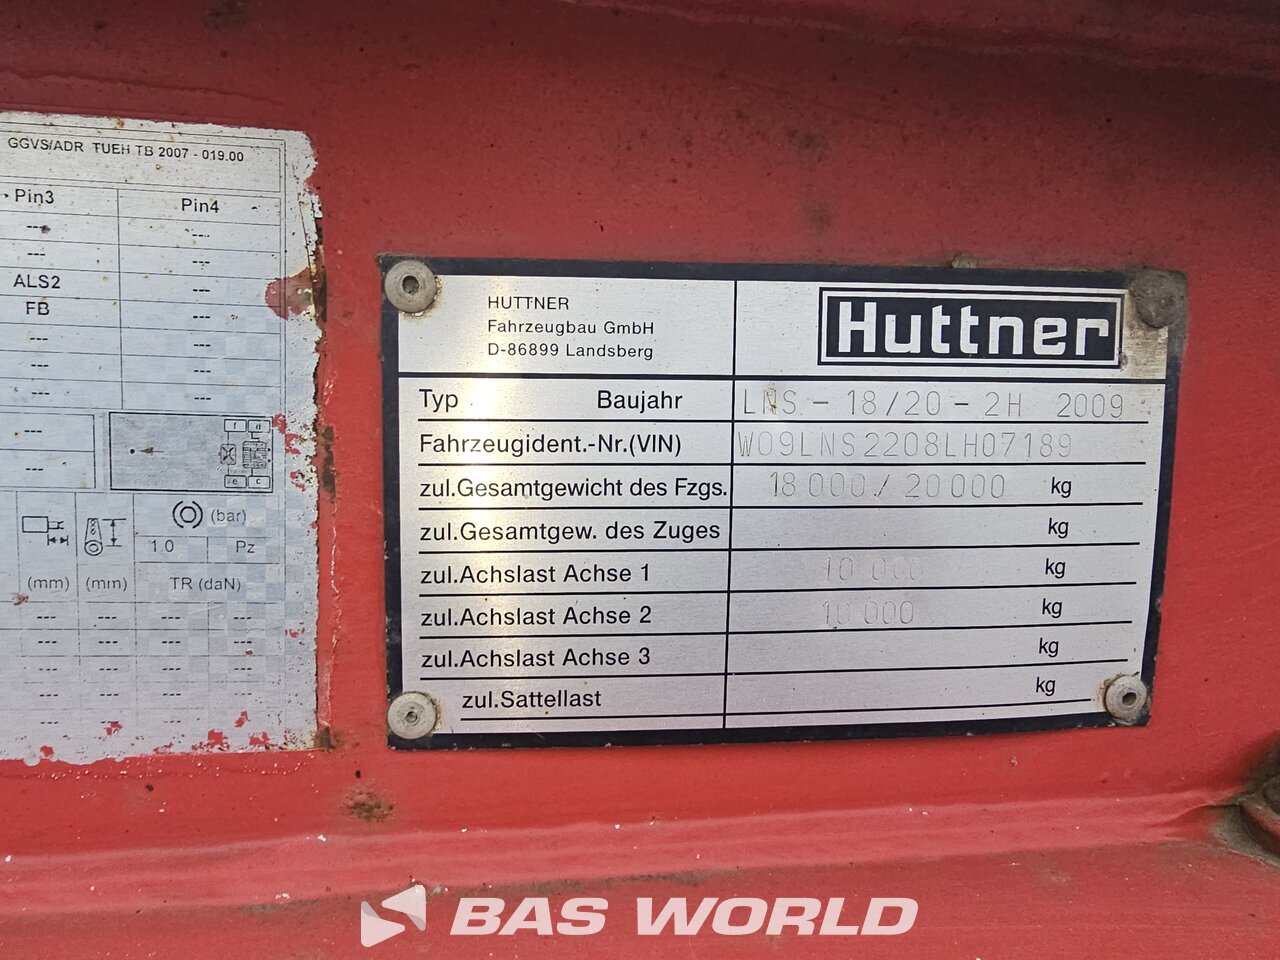 GGVS/ADR TUEH TB 2007 - 019.00
Pin3 Pin4
--- ---
--- ---
ALS2 ---
FB ---
--- ---
--- ---
---
---
f a
e c
(bar)
1.0 Pz
(mm) (mm) TR (daN)
--- --- --- ---
--- --- --- ---
--- --- --- ---
--- --- --- ---
--- --- --- ---
HUTTNER
Fahrzeugbau GmbH
D-86899 Landsberg
Huttner
Typ Baujahr LNS - 18/20 - 2H 2009
Fahrzeugident.-Nr.(VIN) W09LNS2208LH07189
zul.Gesamtgewicht des Fzgs. 18 000 / 20 000 kg
zul.Gesamtgew. des Zuges kg
zul.Achslast Achse 1 10 000 kg
zul.Achslast Achse 2 10 000 kg
zul.Achslast Achse 3 kg
zul.Sattellast kg
BAS WORLD